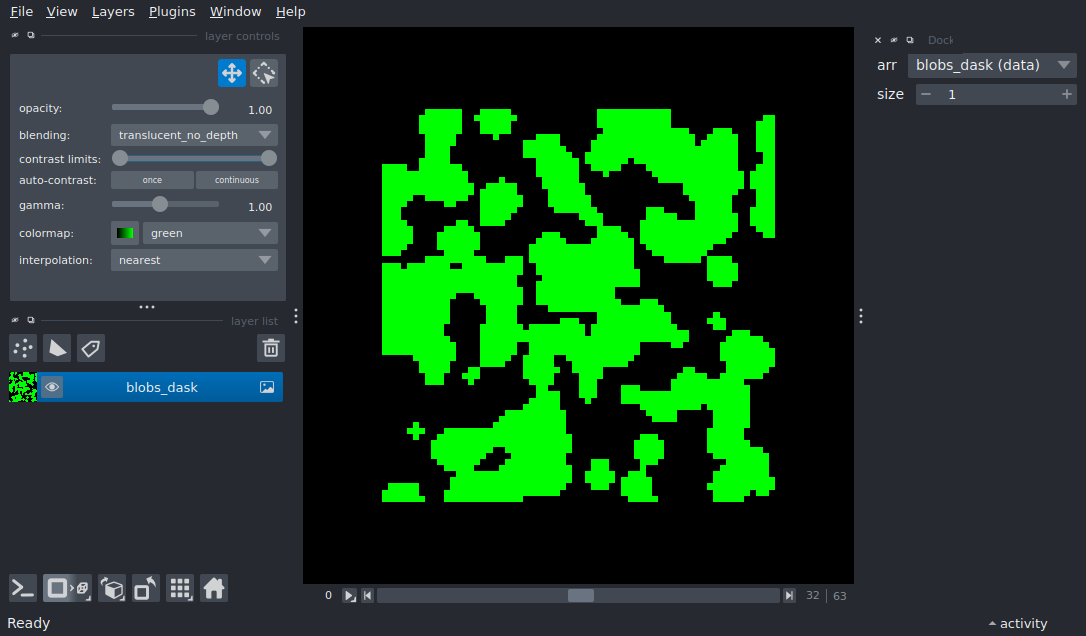 File View Layers Plugins Window Help
layer controls
opacity: 1.00
blending: translucent_no_depth
contrast limits:
auto-contrast: once continuous
gamma: 1.00
colormap: green
interpolation: nearest
layer list
blobs_dask
Dock
arr blobs_dask (data)
size 1
0 32 63
Ready
activity